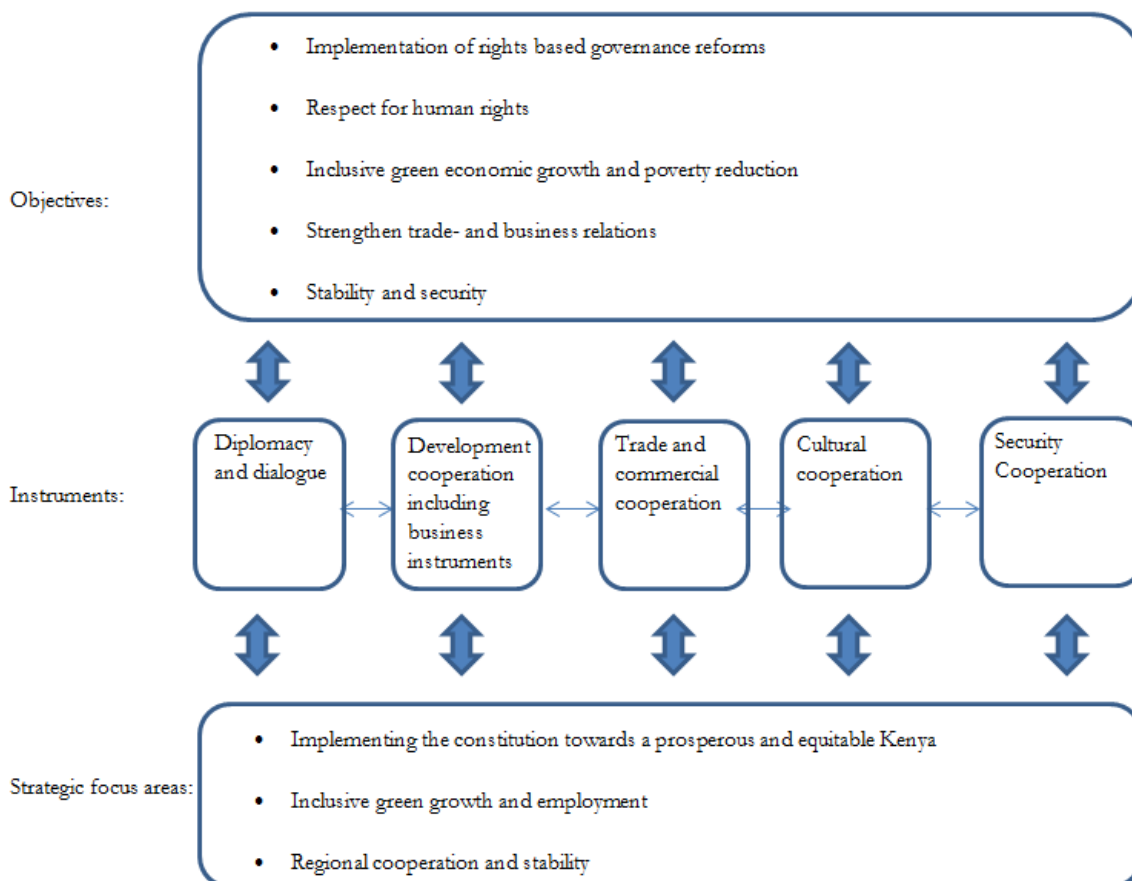 • Implementation of rights based governance reforms
• Respect for human rights
• Inclusive green economic growth and poverty reduction
Objectives:
• Strengthen trade- and business relations
• Stability and security
Instruments:
Diplomacy
and dialogue
Development
cooperation
including
business
instruments
Trade and
commercial
cooperation
Cultural
cooperation
Security
Cooperation
• Implementing the constitution towards a prosperous and equitable Kenya
Strategic focus areas:
• Inclusive green growth and employment
• Regional cooperation and stability